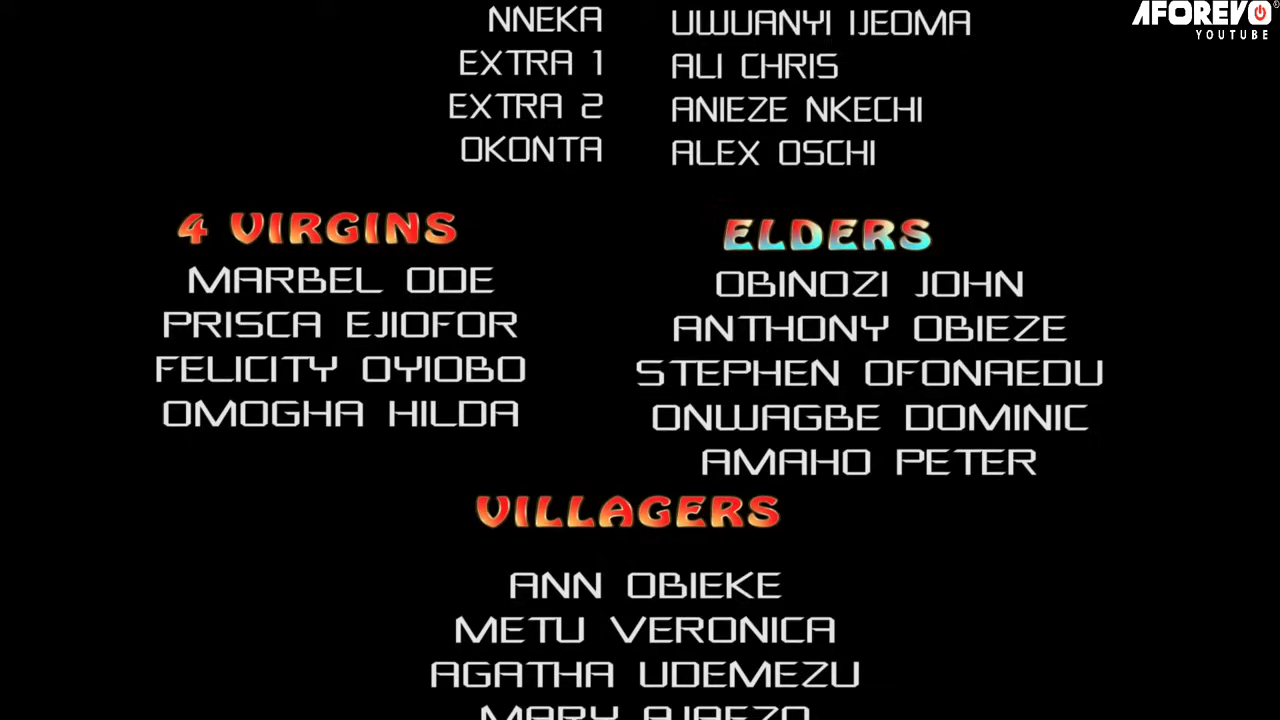 AFOREVO
YOUTUBE
NNEKA UWUANYI IJEOMA
EXTRA 1 ALI CHRIS
EXTRA 2 ANIEZE NKECHI
OKONTA ALEX OSCHI
4 VIRGINS
MARBEL ODE
PRISCA EJIOFOR
FELICITY OYIOBO
OMOGHA HILDA
ELDERS
OBINOZI JOHN
ANTHONY OBIEZE
STEPHEN OFONAEDU
ONWAGBE DOMINIC
AMAHO PETER
VILLAGERS
ANN OBIEKE
METU VERONICA
AGATHA UDEMEZU
MARY